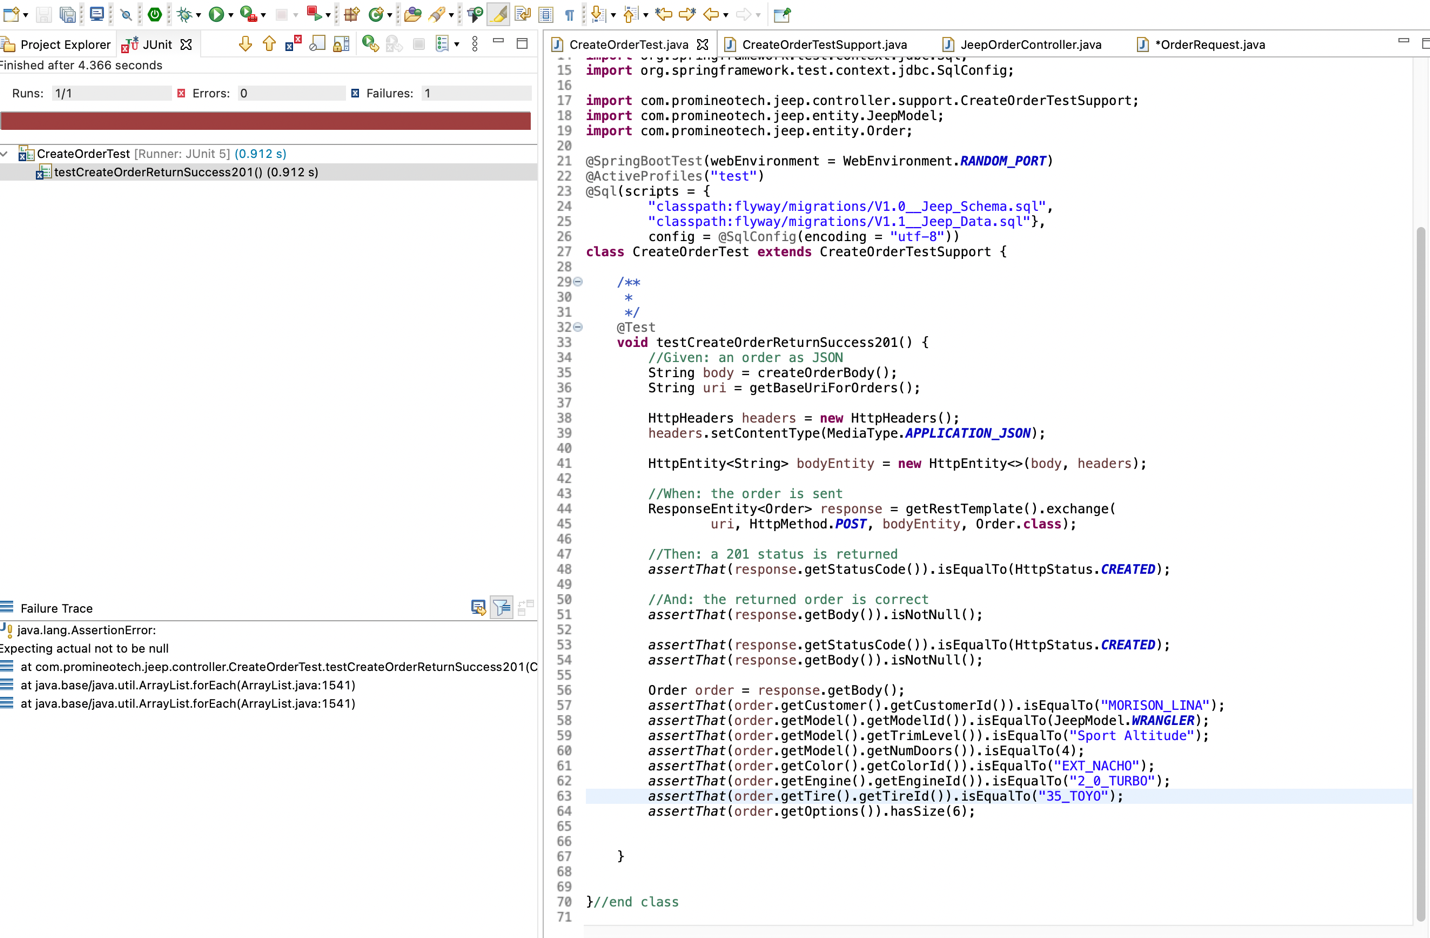 Project Explorer
JUnit
Finished after 4.366 seconds
Runs: 1/1
Errors: 0
Failures: 1
CreateOrderTest [Runner: JUnit 5] (0.912 s)
testCreateOrderReturnSuccess201() (0.912 s)
Failure Trace
java.lang.AssertionError:
Expecting actual not to be null
at com.promineotech.jeep.controller.CreateOrderTest.testCreateOrderReturnSuccess201(C
at java.base/java.util.ArrayList.forEach(ArrayList.java:1541)
at java.base/java.util.ArrayList.forEach(ArrayList.java:1541)
CreateOrderTest.java
CreateOrderTestSupport.java
JeepOrderController.java
*OrderRequest.java
14 import org.springframework.test.context.jdbc.Sql;
15 import org.springframework.test.context.jdbc.SqlConfig;
16
17 import com.promineotech.jeep.controller.support.CreateOrderTestSupport;
18 import com.promineotech.jeep.entity.JeepModel;
19 import com.promineotech.jeep.entity.Order;
20
21 @SpringBootTest(webEnvironment = WebEnvironment.RANDOM_PORT)
22 @ActiveProfiles("test")
23 @Sql(scripts = {
24 "classpath:flyway/migrations/V1.0__Jeep_Schema.sql",
25 "classpath:flyway/migrations/V1.1__Jeep_Data.sql"},
26 config = @SqlConfig(encoding = "utf-8"))
27 class CreateOrderTest extends CreateOrderTestSupport {
28
29 /**
30 *
31 */
32 @Test
33 void testCreateOrderReturnSuccess201() {
34 //Given: an order as JSON
35 String body = createOrderBody();
36 String uri = getBaseUriForOrders();
37
38 HttpHeaders headers = new HttpHeaders();
39 headers.setContentType(MediaType.APPLICATION_JSON);
40
41 HttpEntity<String> bodyEntity = new HttpEntity<>(body, headers);
42
43 //When: the order is sent
44 ResponseEntity<Order> response = getRestTemplate().exchange(
45 uri, HttpMethod.POST, bodyEntity, Order.class);
46
47 //Then: a 201 status is returned
48 assertThat(response.getStatusCode()).isEqualTo(HttpStatus.CREATED);
49
50 //And: the returned order is correct
51 assertThat(response.getBody()).isNotNull();
52
53 assertThat(response.getStatusCode()).isEqualTo(HttpStatus.CREATED);
54 assertThat(response.getBody()).isNotNull();
55
56 Order order = response.getBody();
57 assertThat(order.getCustomer().getCustomerId()).isEqualTo("MORISON_LINA");
58 assertThat(order.getModel().getModelId()).isEqualTo(JeepModel.WRANGLER);
59 assertThat(order.getModel().getTrimLevel()).isEqualTo("Sport Altitude");
60 assertThat(order.getModel().getNumDoors()).isEqualTo(4);
61 assertThat(order.getColor().getColorId()).isEqualTo("EXT_NACHO");
62 assertThat(order.getEngine().getEngineId()).isEqualTo("2_0_TURBO");
63 assertThat(order.getTire().getTireId()).isEqualTo("35_TOYO");
64 assertThat(order.getOptions()).hasSize(6);
65
66
67 }
68
69
70 }//end class
71